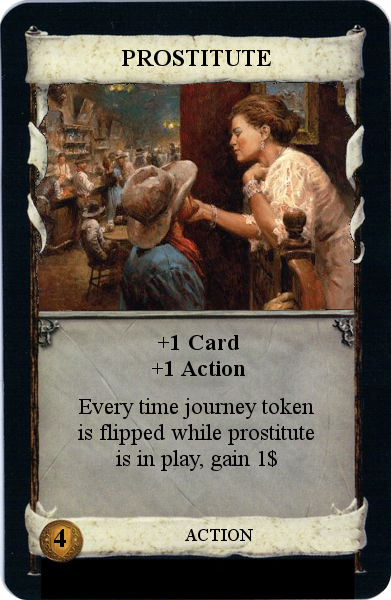 PROSTITUTE
+1 Card
+1 Action
Every time journey token
is flipped while prostitute
is in play, gain 1$
4
ACTION